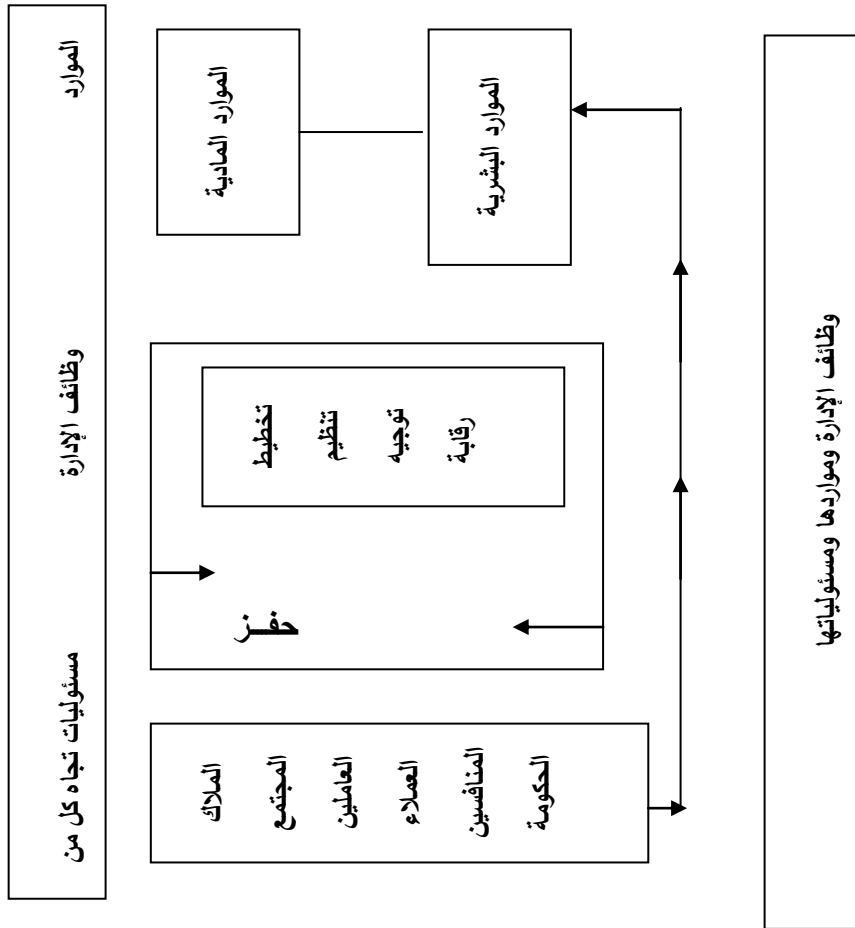 الموارد
وظائف الإدارة
مسئوليات تجاه كل من
الموارد المادية
الموارد البشرية
تخطيط
تنظيم
توجيه
رقابة
حفز
الملاك
المجتمع
العاملين
العملاء
المنافسين
الحكومة
وظائف الإدارة ومواردها ومسئولياتها